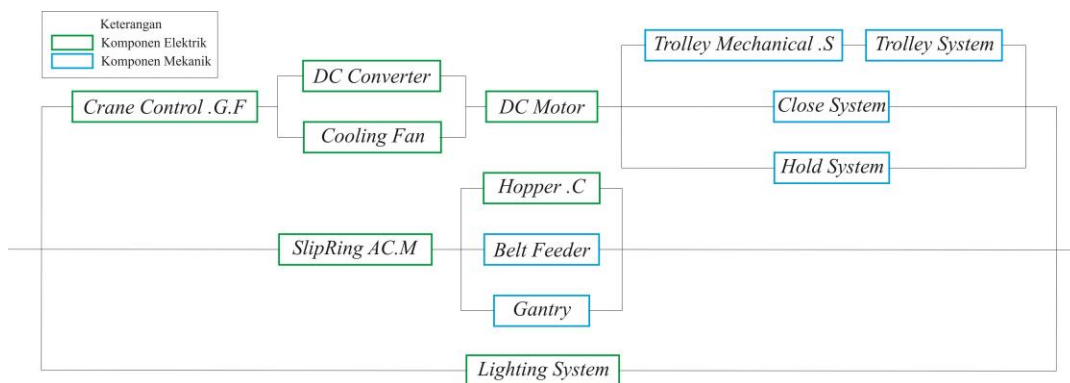 Keterangan
Komponen Elektrik
Komponen Mekanik
Trolley Mechanical .S
Trolley System
DC Converter
Crane Control .G.F
DC Motor
Close System
Cooling Fan
Hold System
Hopper .C
SlipRing AC.M
Belt Feeder
Gantry
Lighting System